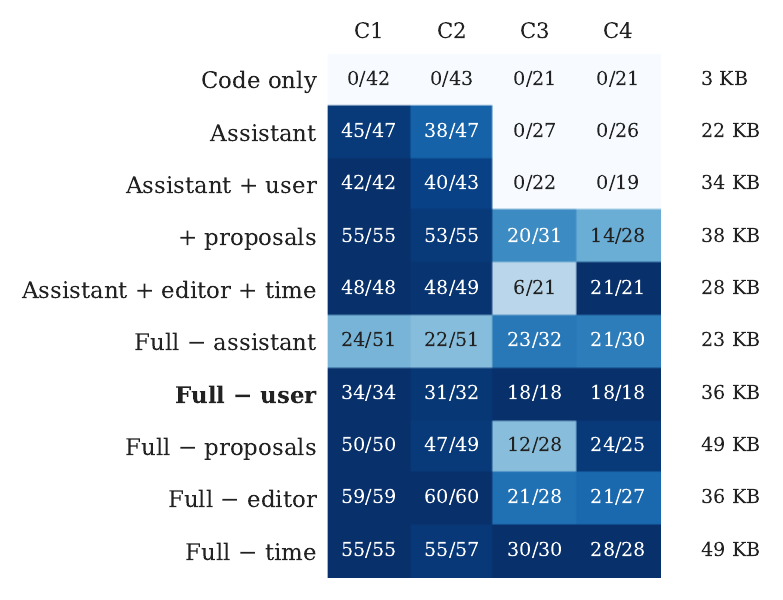 C1 C2 C3 C4
Code only 0/42 0/43 0/21 0/21 3 KB
Assistant 45/47 38/47 0/27 0/26 22 KB
Assistant + user 42/42 40/43 0/22 0/19 34 KB
+ proposals 55/55 53/55 20/31 14/28 38 KB
Assistant + editor + time 48/48 48/49 6/21 21/21 28 KB
Full − assistant 24/51 22/51 23/32 21/30 23 KB
Full − user 34/34 31/32 18/18 18/18 36 KB
Full − proposals 50/50 47/49 12/28 24/25 49 KB
Full − editor 59/59 60/60 21/28 21/27 36 KB
Full − time 55/55 55/57 30/30 28/28 49 KB